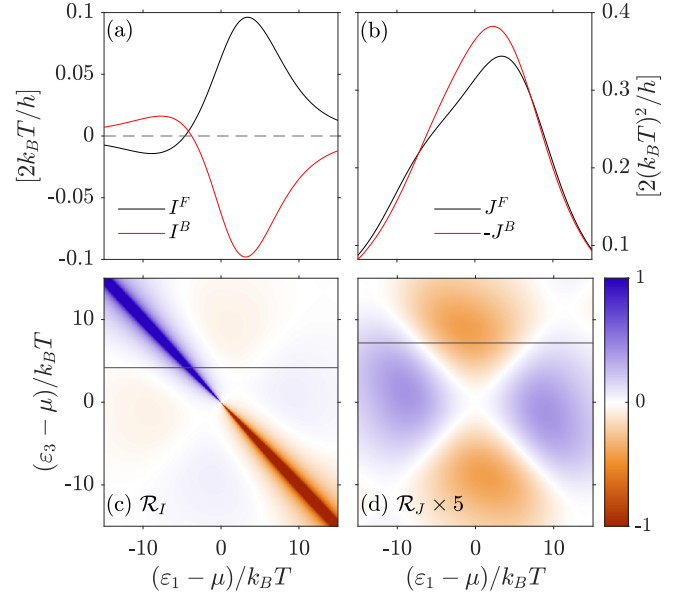 (a)
0.1
0.05
0
-0.05
-0.1
[2k_BT/h]
I^F
I^B
(b)
0.4
0.3
0.2
0.1
[2(k_BT)^2/h]
J^F
-J^B
10
0
-10
(ε_3 − μ)/k_BT
(c) R_I
-10 0 10
(ε_1 − μ)/k_BT
(d) R_J × 5
-10 0 10
(ε_1 − μ)/k_BT
1
0
-1